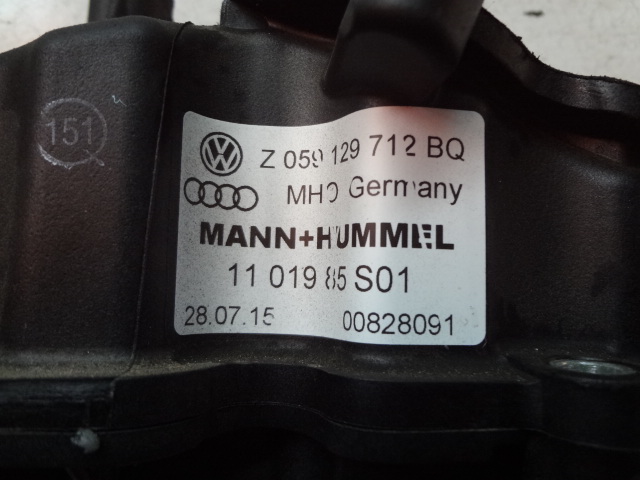 151
Z 059 129 712 BQ
MHO Germany
MANN+HUMMEL
11 019 85 S01
28.07.15 00828091